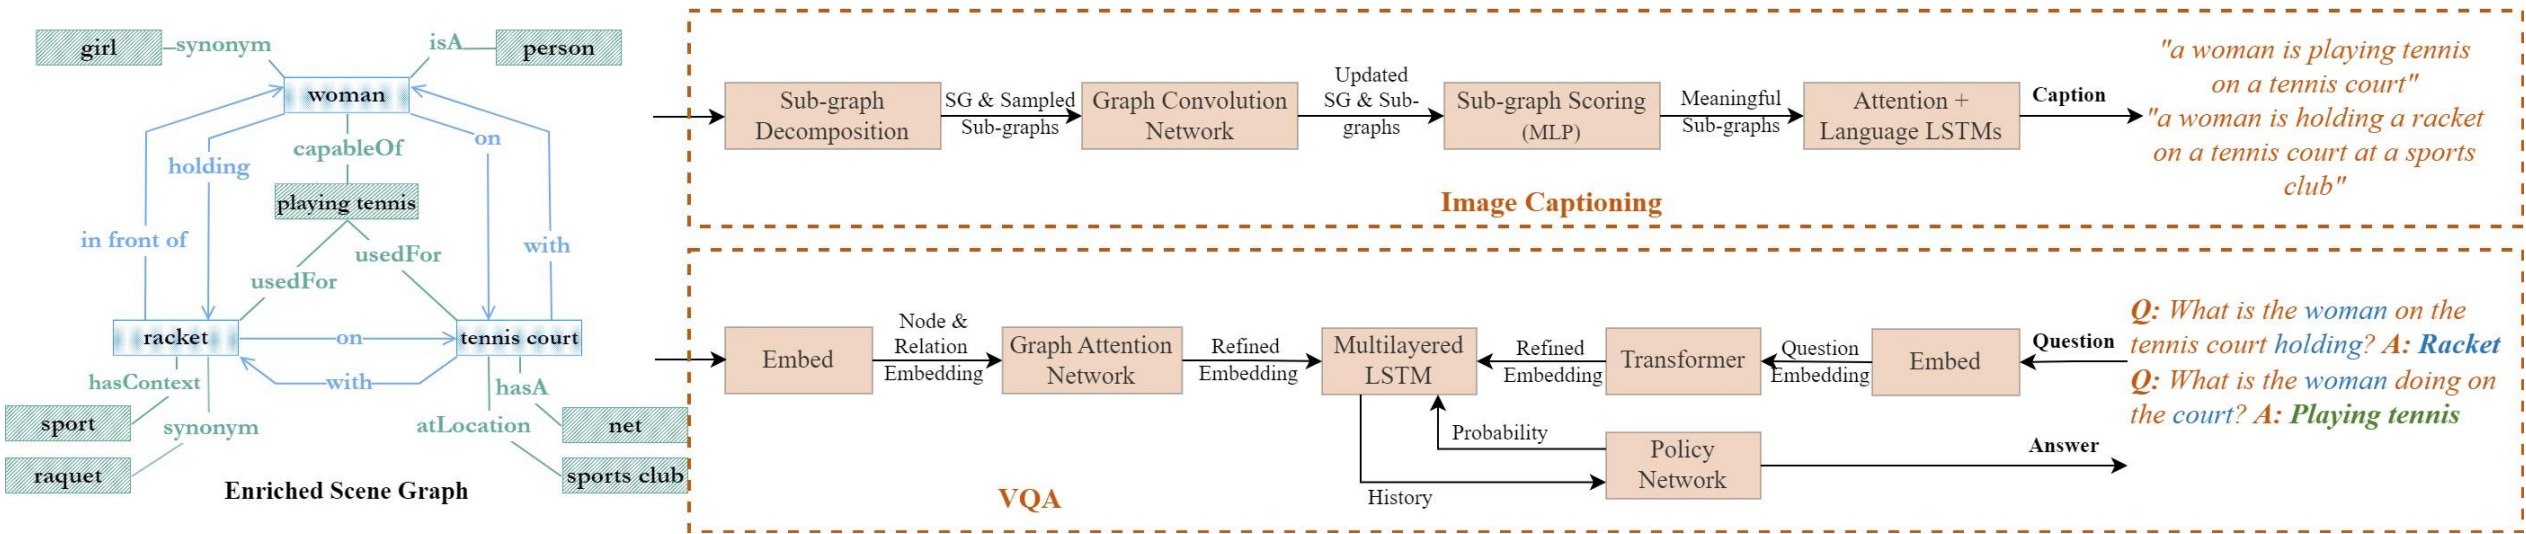 girl
synonym
isA
person
woman
capableOf
on
holding
playing tennis
in front of
usedFor
with
usedFor
racket
on
tennis court
hasContext
with
hasA
sport
synonym
atLocation
net
raquet
sports club
Enriched Scene Graph
Sub-graph
Decomposition
SG & Sampled
Sub-graphs
Graph Convolution
Network
Updated
SG & Sub-
graphs
Sub-graph Scoring
(MLP)
Meaningful
Sub-graphs
Attention +
Language LSTMs
Caption
"a woman is playing tennis
on a tennis court"
"a woman is holding a racket
on a tennis court at a sports
club"
Image Captioning
Embed
Node &
Relation
Embedding
Graph Attention
Network
Refined
Embedding
Multilayered
LSTM
Refined
Embedding
Transformer
Question
Embedding
Embed
Question
Q: What is the woman on the
tennis court holding? A: Racket
Q: What is the woman doing on
the court? A: Playing tennis
Probability
History
Policy
Network
Answer
VQA